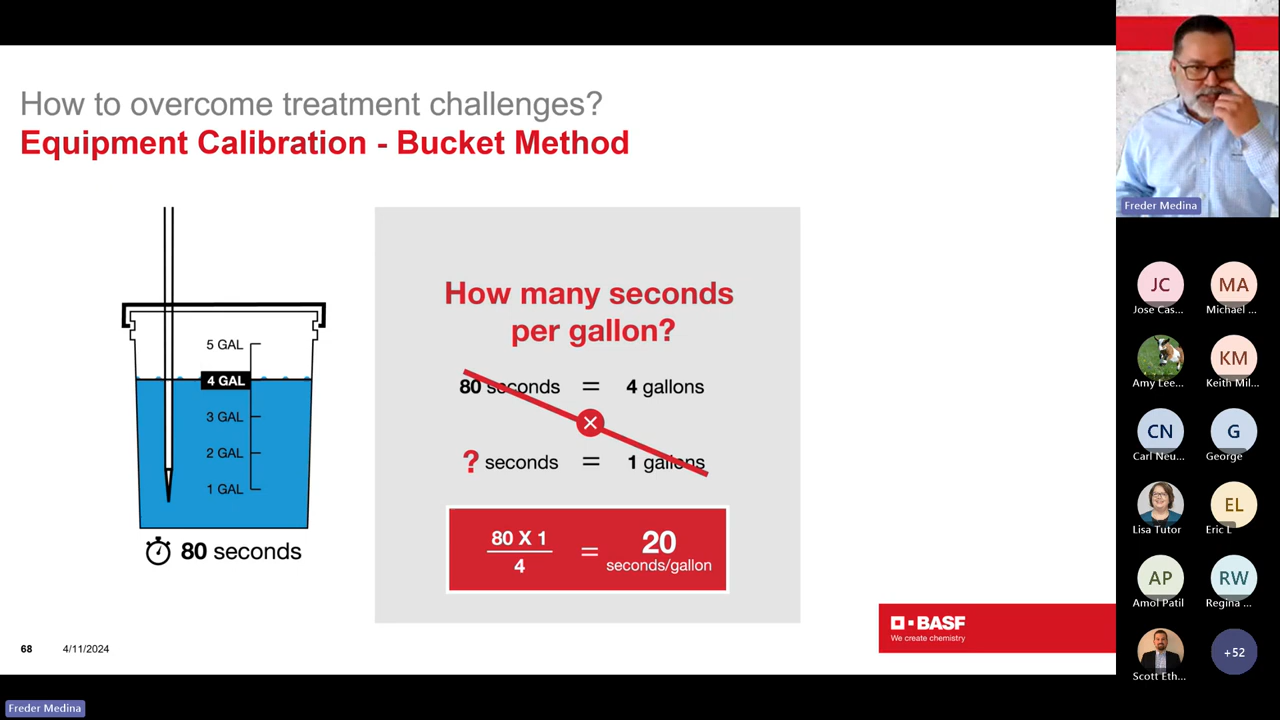 How to overcome treatment challenges?
Equipment Calibration - Bucket Method
5 GAL
4 GAL
3 GAL
2 GAL
1 GAL
80 seconds
How many seconds
per gallon?
80 seconds = 4 gallons
? seconds = 1 gallons
80 X 1
4
=
20
seconds/gallon
BASF
We create chemistry
68 4/11/2024
Freder Medina
Freder Medina
JC
Jose Cas...
MA
Michael ...
Amy Lee...
KM
Keith Mil...
CN
Carl Neu...
G
George
Lisa Tutor
EL
Eric L
AP
Amol Patil
RW
Regina ...
Scott Eth...
+52